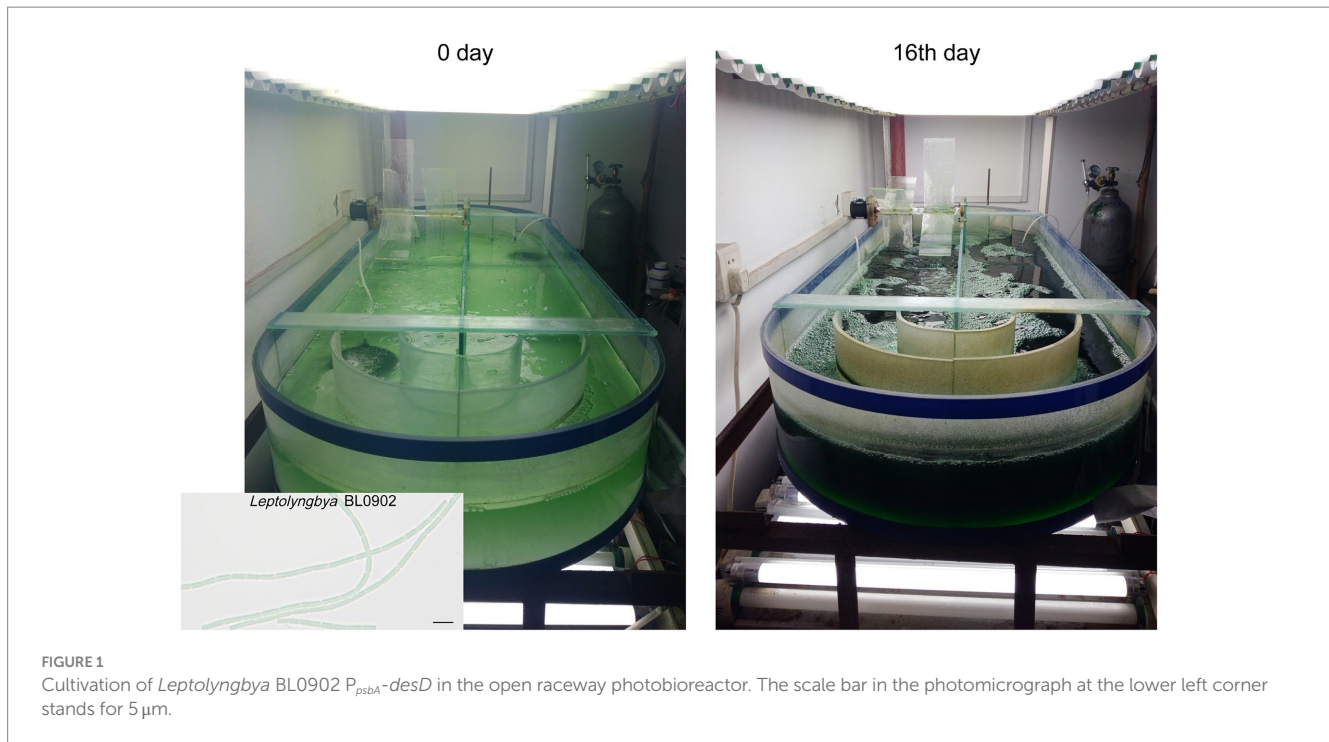 0 day
16th day
Leptolyngbya BL0902
FIGURE 1
Cultivation of Leptolyngbya BL0902 PpsbA-desD in the open raceway photobioreactor. The scale bar in the photomicrograph at the lower left corner
stands for 5 μm.